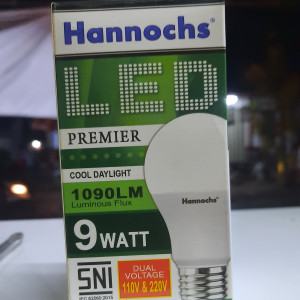 Hannochs®
LED
PREMIER
COOL DAYLIGHT
1090LM
Luminous Flux
Hannochs®
9 WATT
SNI
DUAL
VOLTAGE
110V & 220V